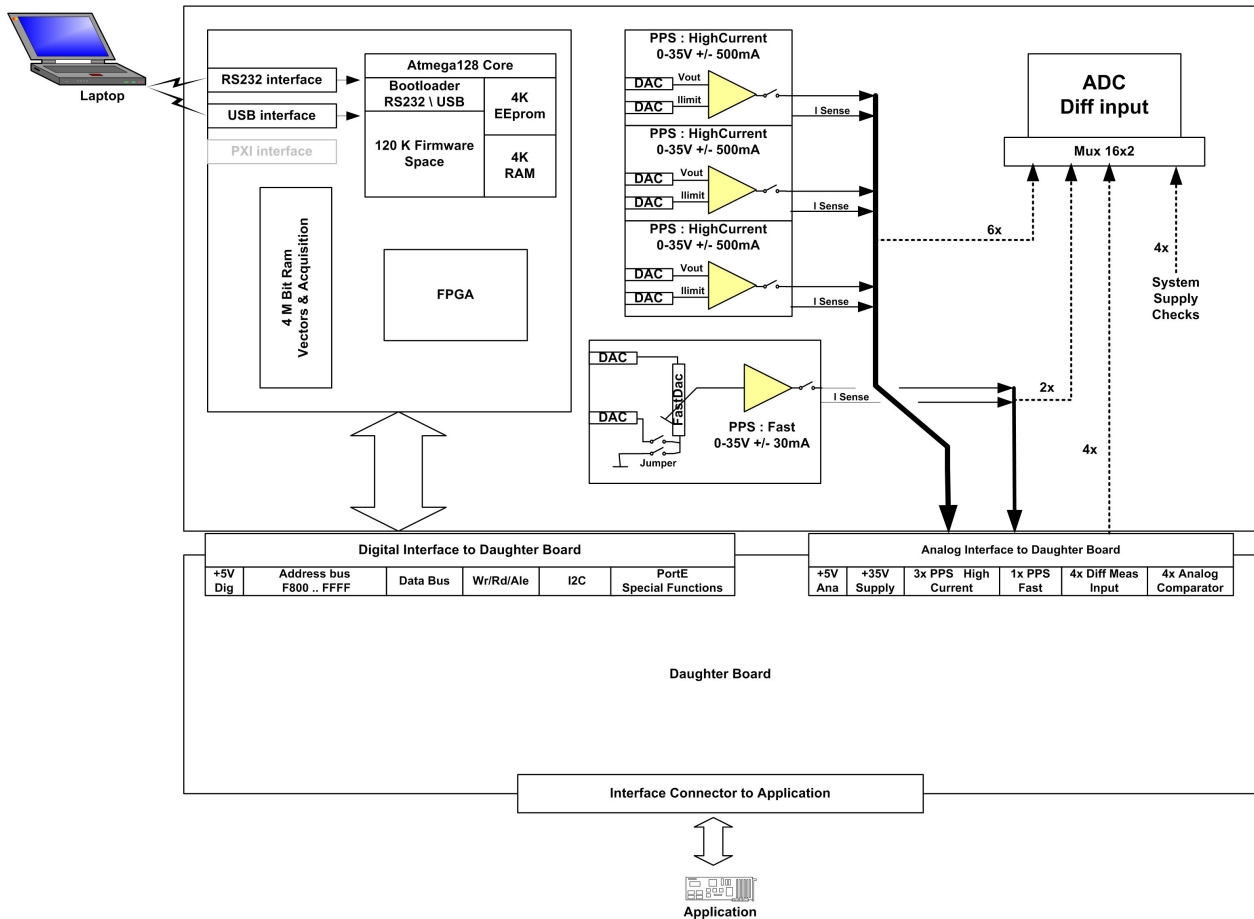 Laptop
RS232 interface
USB interface
PXI interface
Atmega128 Core
Bootloader
RS232 \ USB
4K
EEprom
120 K Firmware
Space
4K
RAM
4 M Bit Ram
Vectors & Acquisition
FPGA
PPS : HighCurrent
0-35V +/- 500mA
DAC
Vout
DAC
Ilimit
I Sense
PPS : HighCurrent
0-35V +/- 500mA
DAC
Vout
DAC
Ilimit
I Sense
PPS : HighCurrent
0-35V +/- 500mA
DAC
Vout
DAC
Ilimit
I Sense
DAC
DAC
FastDac
Jumper
PPS : Fast
0-35V +/- 30mA
I Sense
ADC
Diff input
Mux 16x2
6x
4x
System
Supply
Checks
2x
4x
Digital Interface to Daughter Board
+5V
Dig
Address bus
F800 .. FFFF
Data Bus
Wr/Rd/Ale
I2C
PortE
Special Functions
Analog Interface to Daughter Board
+5V
Ana
+35V
Supply
3x PPS High
Current
1x PPS
Fast
4x Diff Meas
Input
4x Analog
Comparator
Daughter Board
Interface Connector to Application
Application